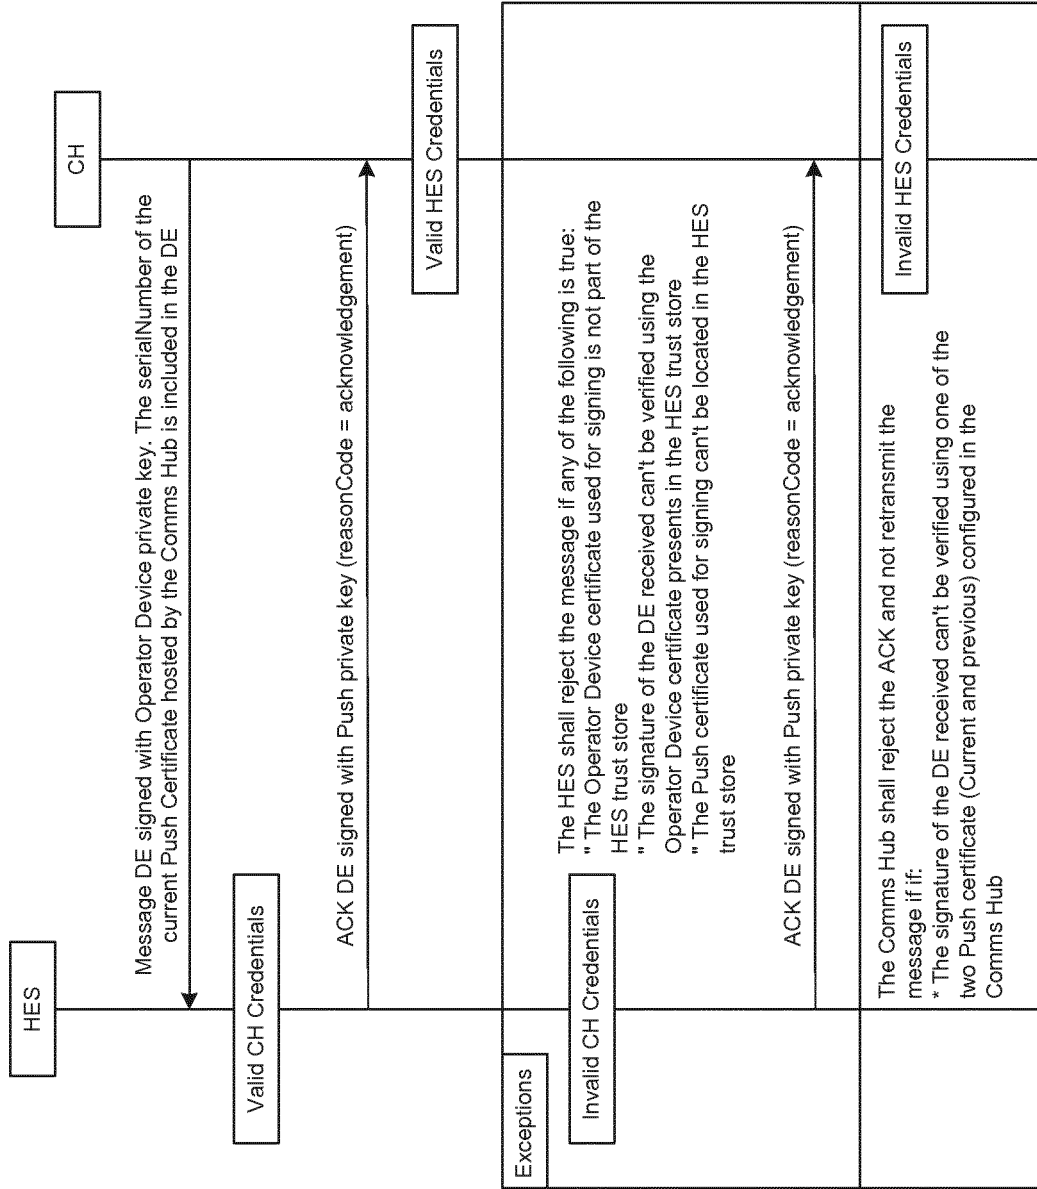 HES
CH
Message DE signed with Operator Device private key. The serialNumber of the
current Push Certificate hosted by the Comms Hub is included in the DE
Valid CH Credentials
ACK DE signed with Push private key (reasonCode = acknowledgement)
Valid HES Credentials
Exceptions
The HES shall reject the message if any of the following is true:
" The Operator Device certificate used for signing is not part of the
HES trust store
" The signature of the DE received can't be verified using the
Operator Device certificate presents in the HES trust store
" The Push certificate used for signing can't be located in the HES
trust store
Invalid CH Credentials
ACK DE signed with Push private key (reasonCode = acknowledgement)
Invalid HES Credentials
The Comms Hub shall reject the ACK and not retransmit the
message if if:
* The signature of the DE received can't be verified using one of the
two Push certificate (Current and previous) configured in the
Comms Hub